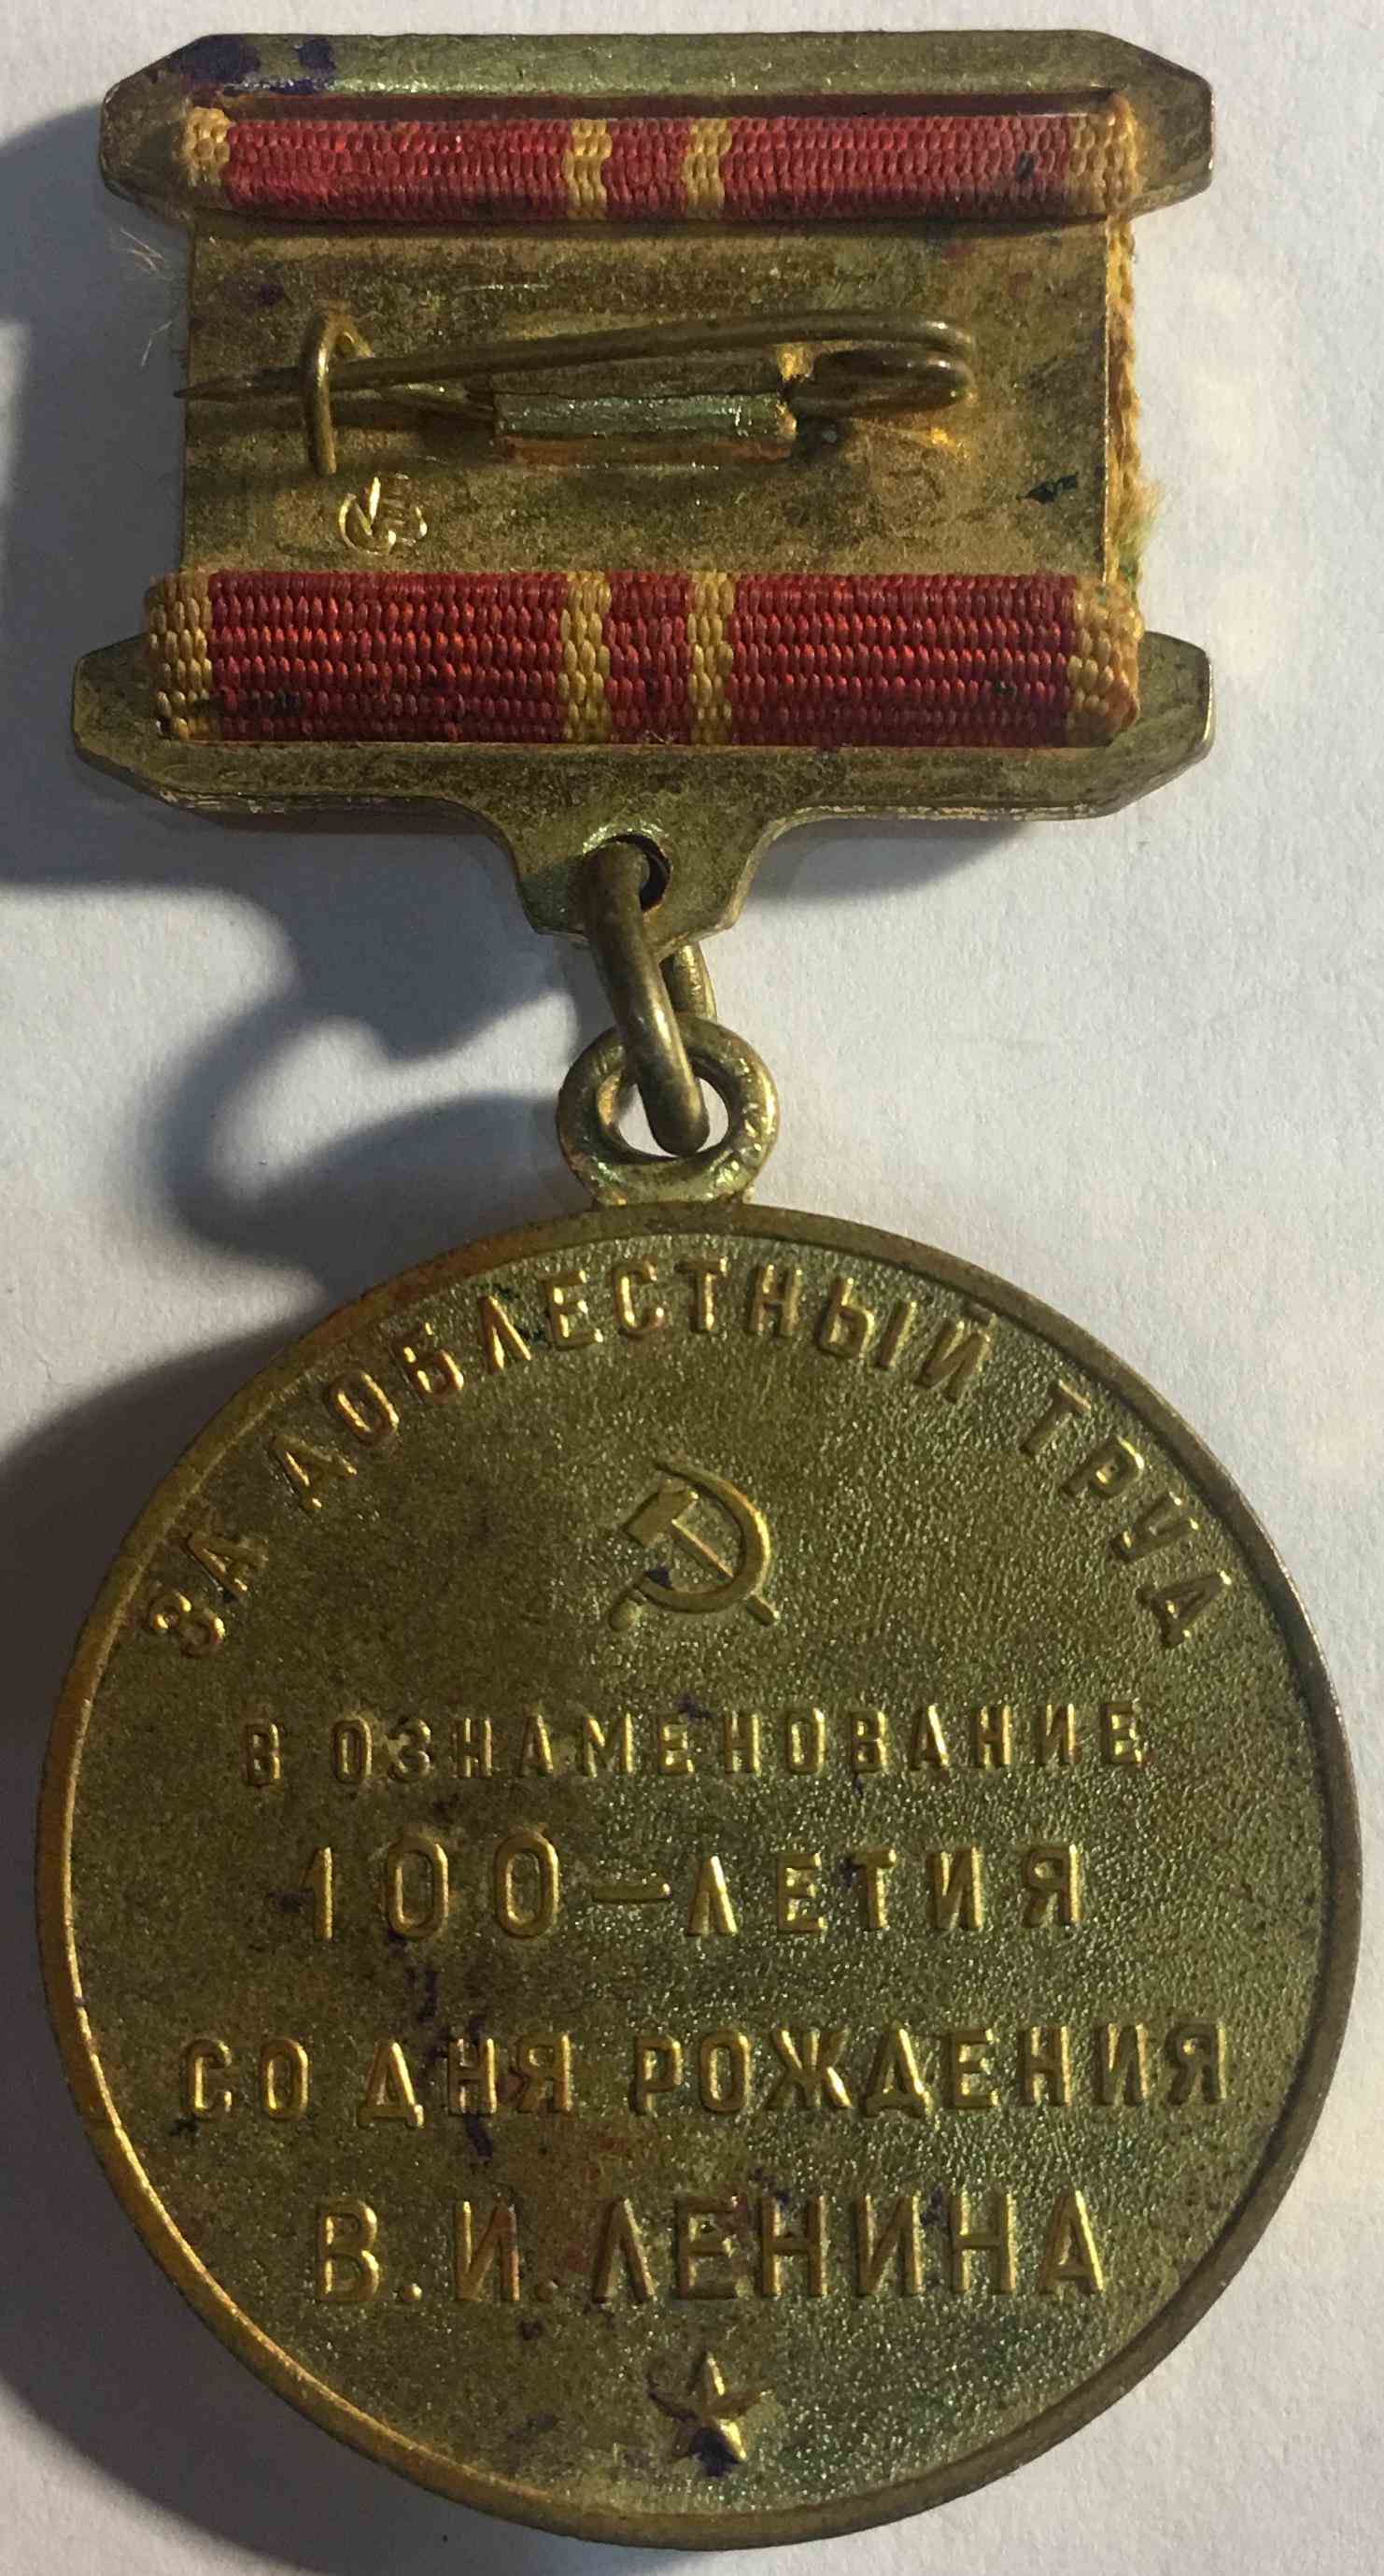 ЗА ДОБЛЕСТНЫЙ ТРУД
В ОЗНАМЕНОВАНИЕ
100-ЛЕТИЯ
СО ДНЯ РОЖДЕНИЯ
В. И. ЛЕНИНА